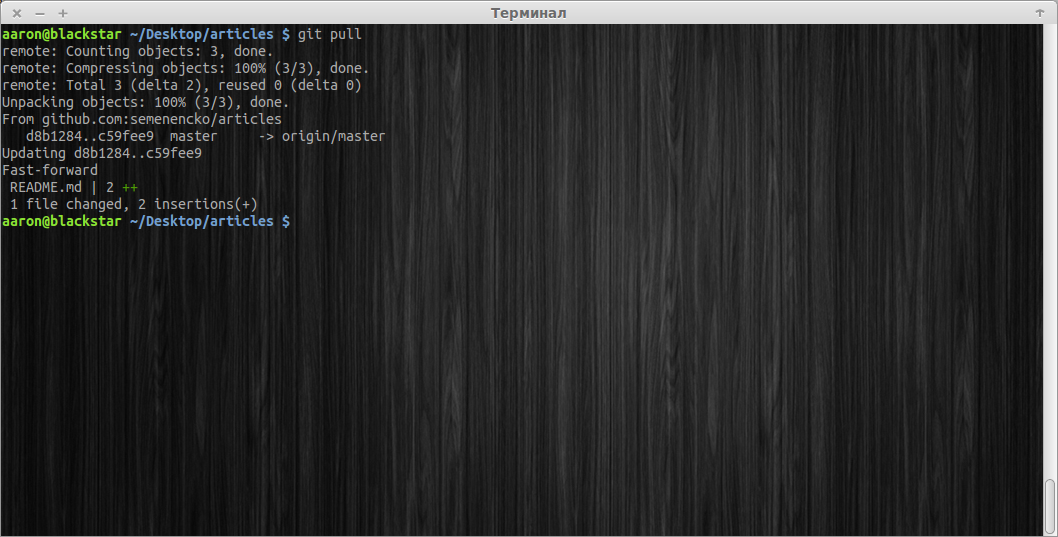 Терминал
aaron@blackstar ~/Desktop/articles $ git pull
remote: Counting objects: 3, done.
remote: Compressing objects: 100% (3/3), done.
remote: Total 3 (delta 2), reused 0 (delta 0)
Unpacking objects: 100% (3/3), done.
From github.com:semenencko/articles
   d8b1284..c59fee9  master     -> origin/master
Updating d8b1284..c59fee9
Fast-forward
 README.md | 2 ++
 1 file changed, 2 insertions(+)
aaron@blackstar ~/Desktop/articles $